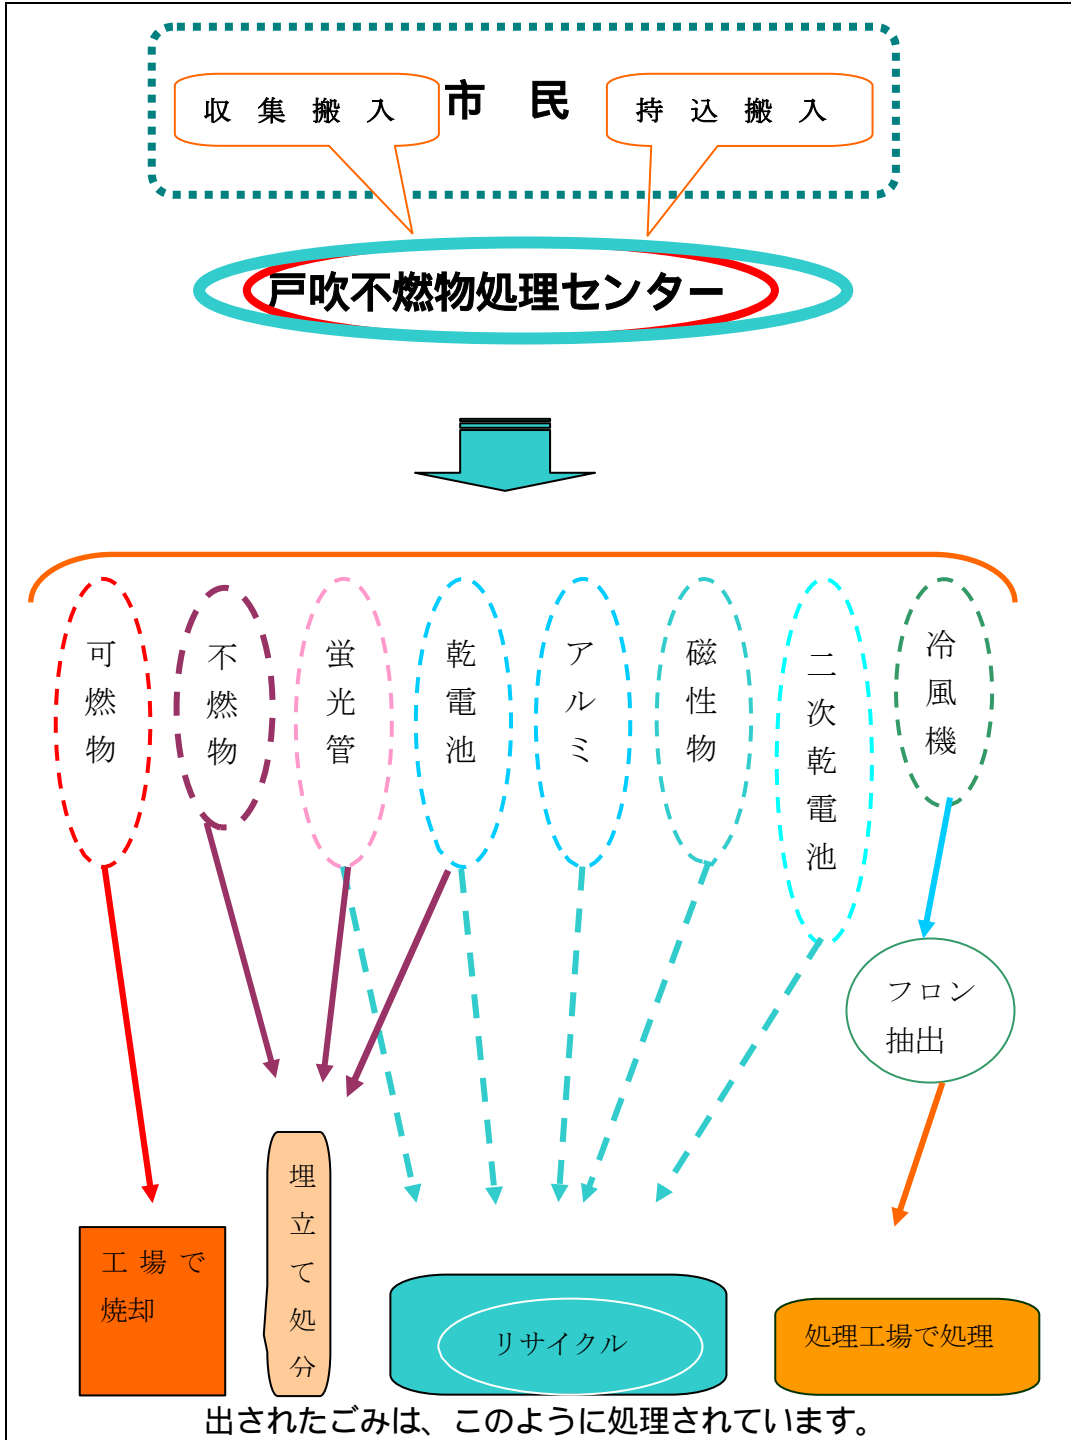 市 民
収 集 搬 入
持 込 搬 入
戸吹不燃物処理センター
可燃物
不燃物
蛍光管
乾電池
アルミ
磁性物
二次乾電池
冷風機
フロン
抽出
工場で
焼却
埋立て処分
リサイクル
処理工場で処理
出されたごみは、このように処理されています。